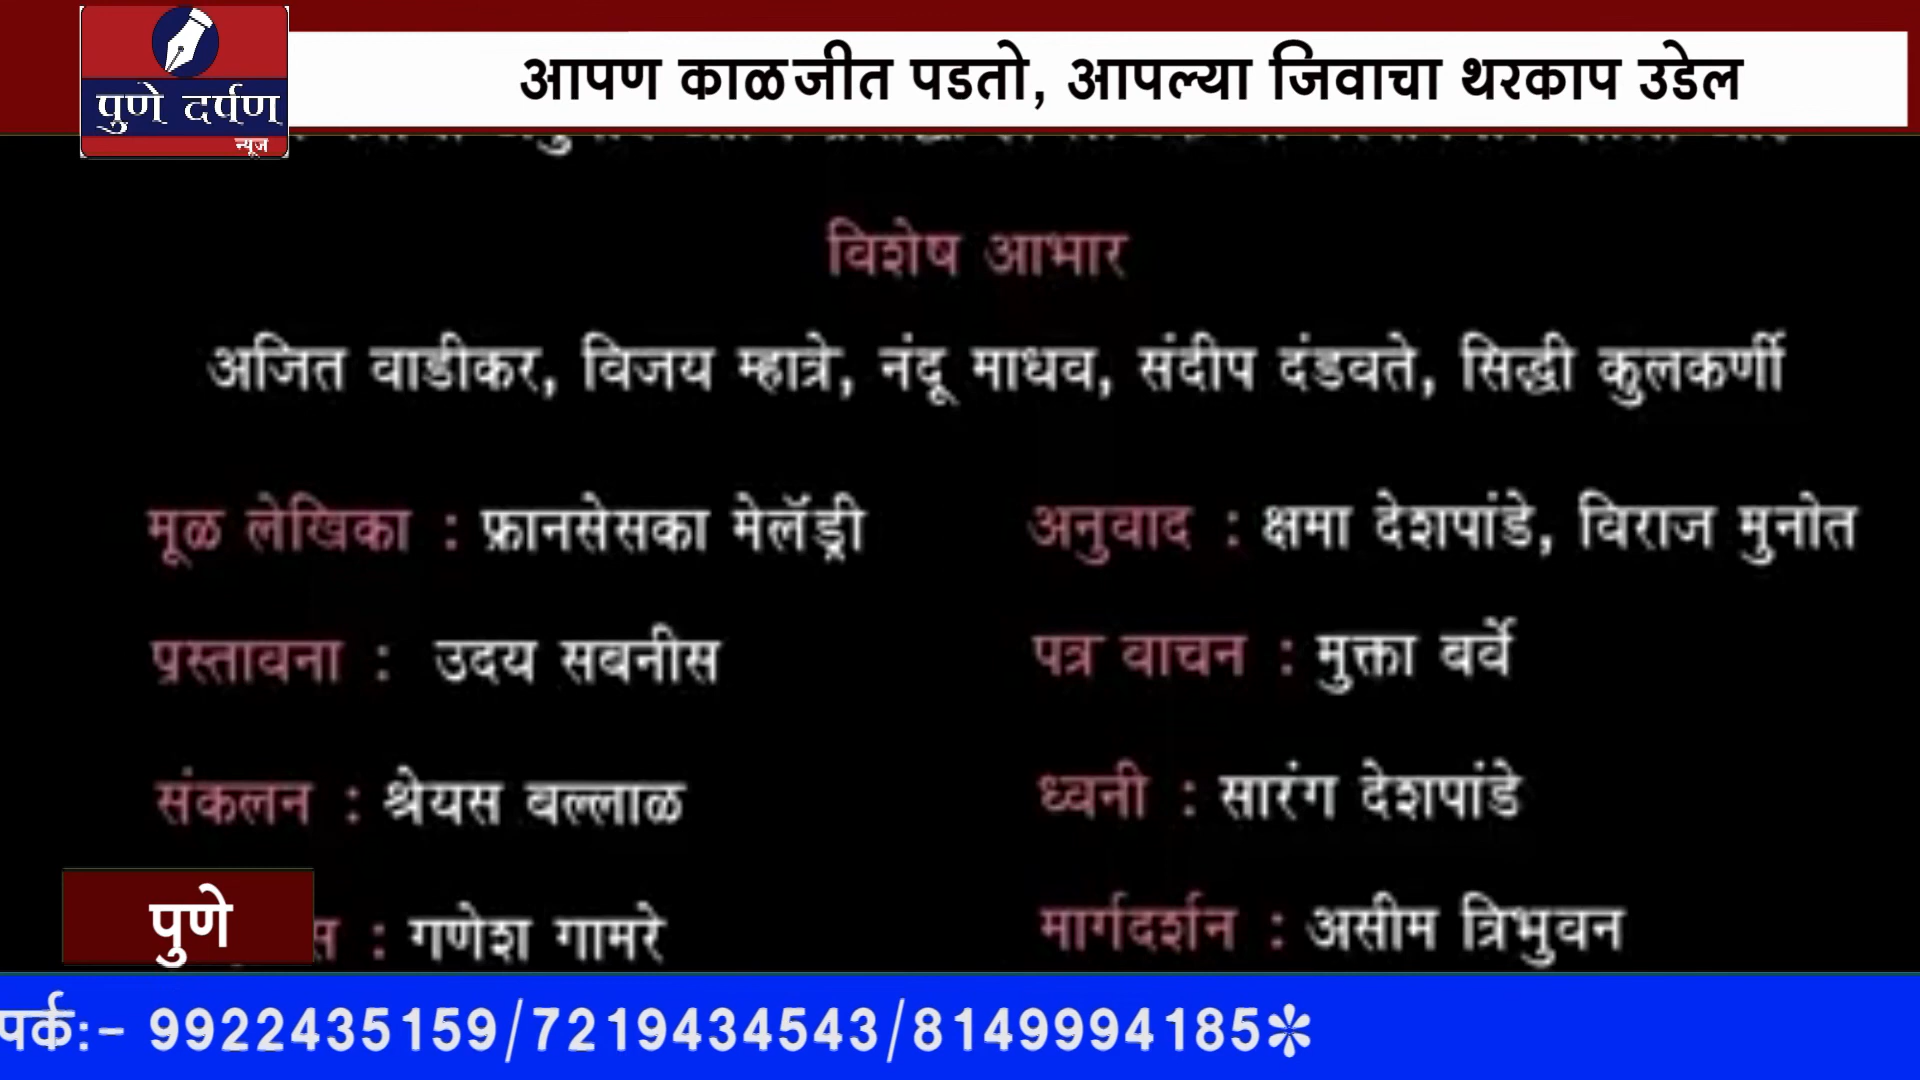 आपण काळजीत पडतो, आपल्या जिवाचा थरकाप उडेल
पुणे दर्पण
न्यूज
विशेष आभार
अजित वाडीकर, विजय म्हात्रे, नंदू माधव, संदीप दंडवते, सिद्धी कुलकर्णी
मूळ लेखिका : फ्रानसेसका मेलॅड्री
अनुवाद : क्षमा देशपांडे, विराज मुनोत
प्रस्तावना : उदय सबनीस
पत्र वाचन : मुक्ता बर्वे
संकलन : श्रेयस बल्लाळ
ध्वनी : सारंग देशपांडे
स : गणेश गामरे
मार्गदर्शन : असीम त्रिभुवन
पुणे
पर्क:- 9922435159/7219434543/8149994185*